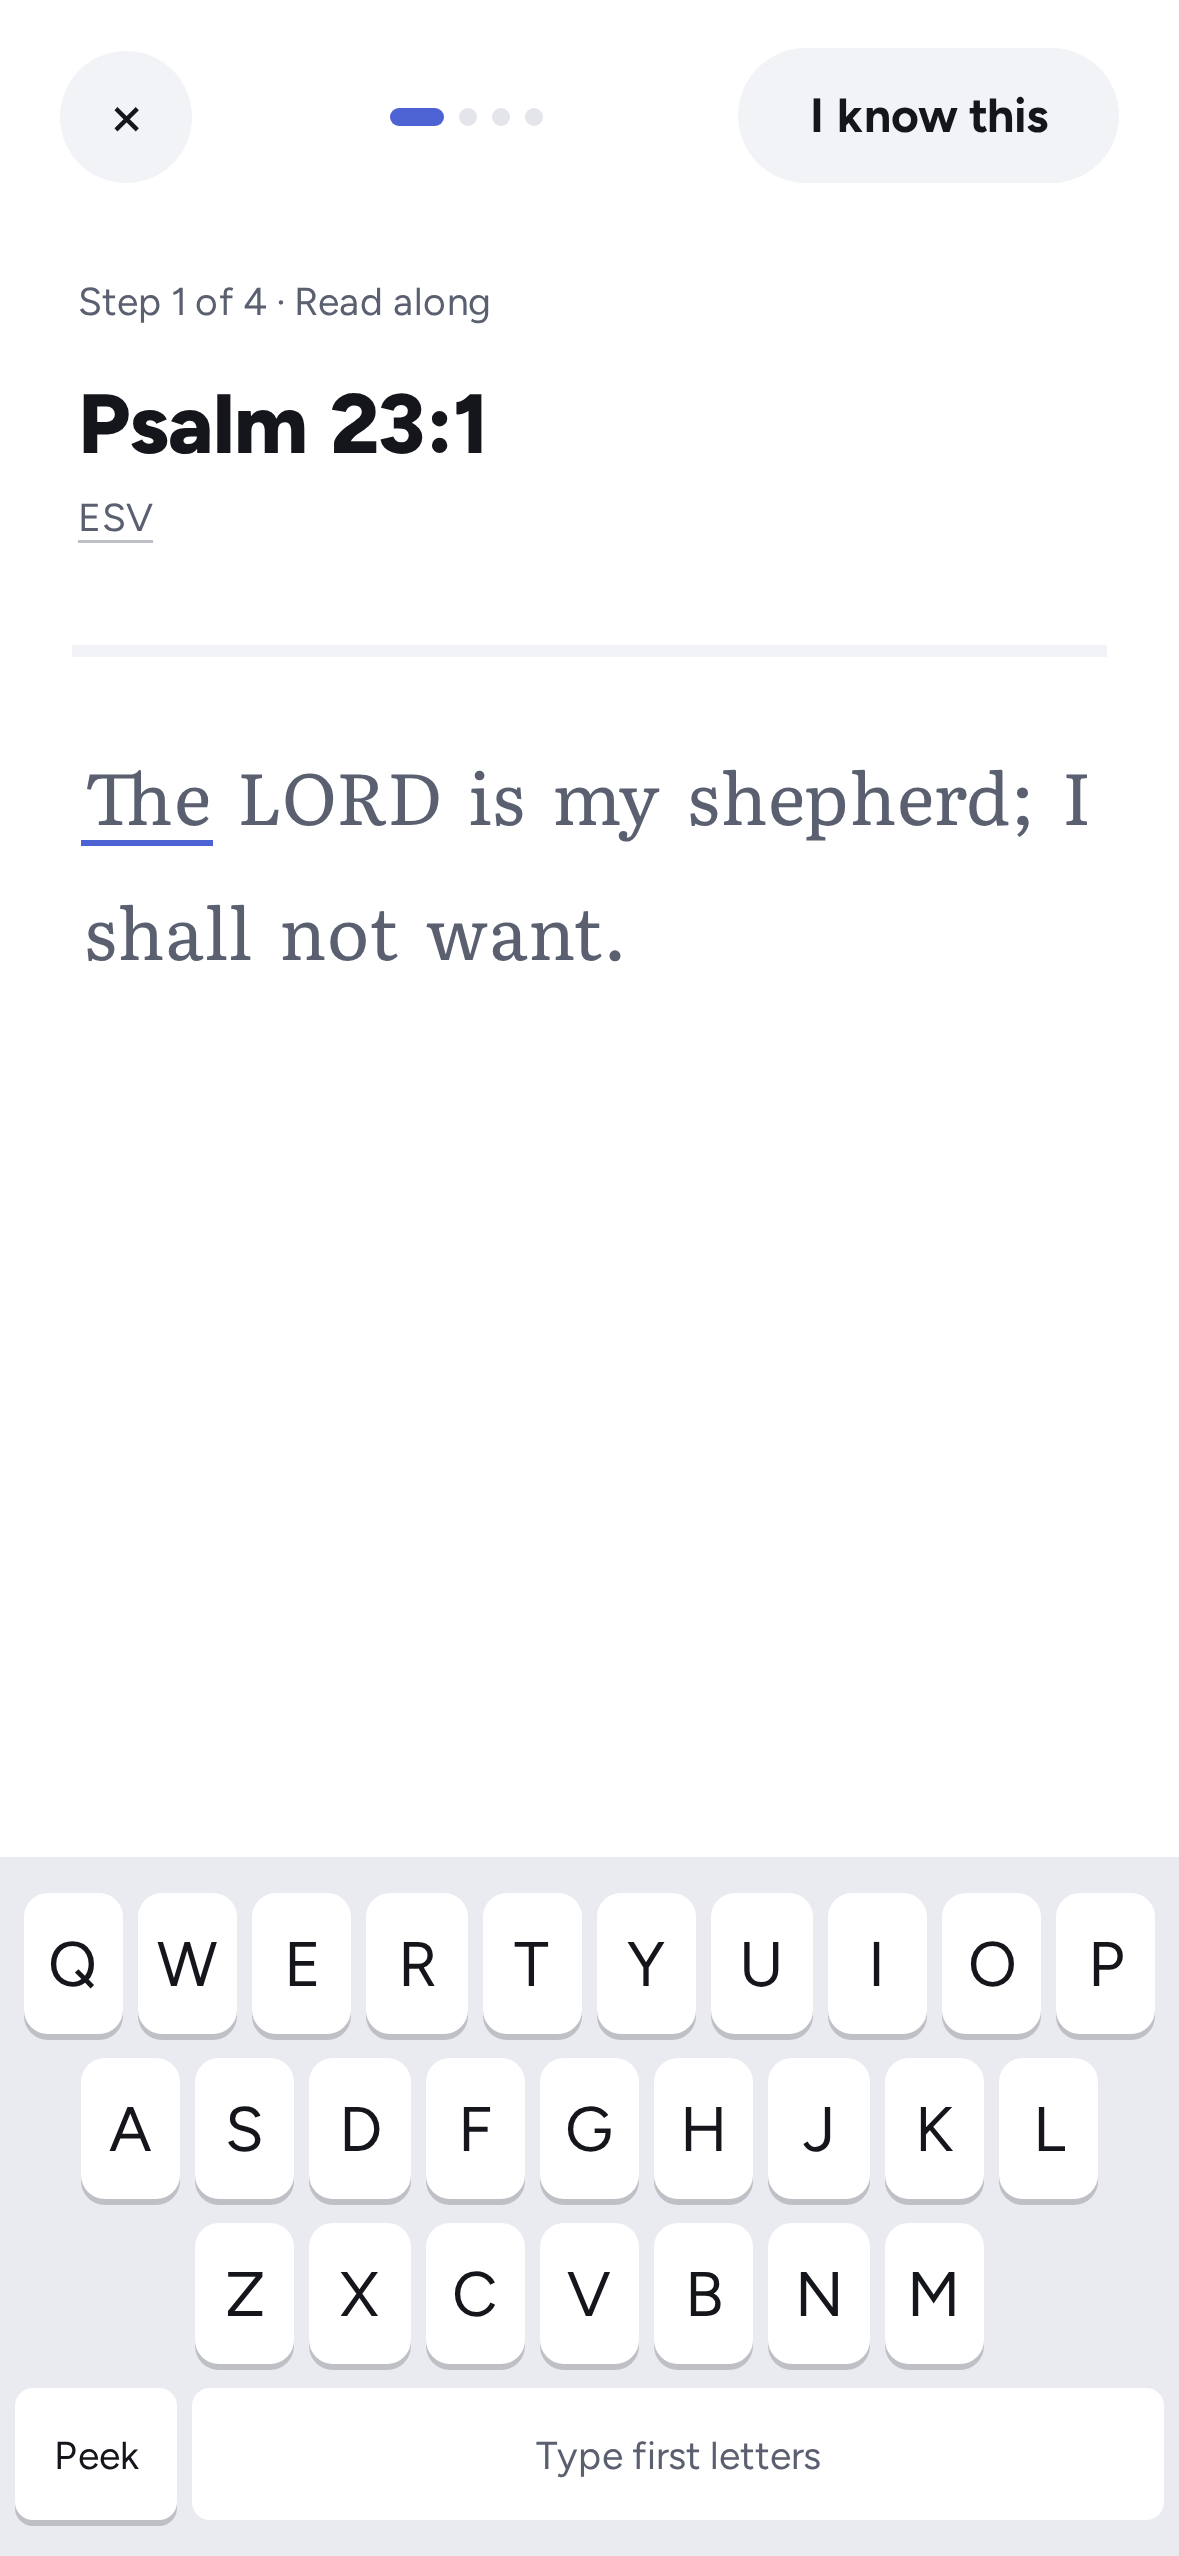 ×
I know this
Step 1 of 4 · Read along
Psalm 23:1
ESV
The LORD is my shepherd; I
shall not want.
Q W E R T Y U I O P
A S D F G H J K L
Z X C V B N M
Peek
Type first letters